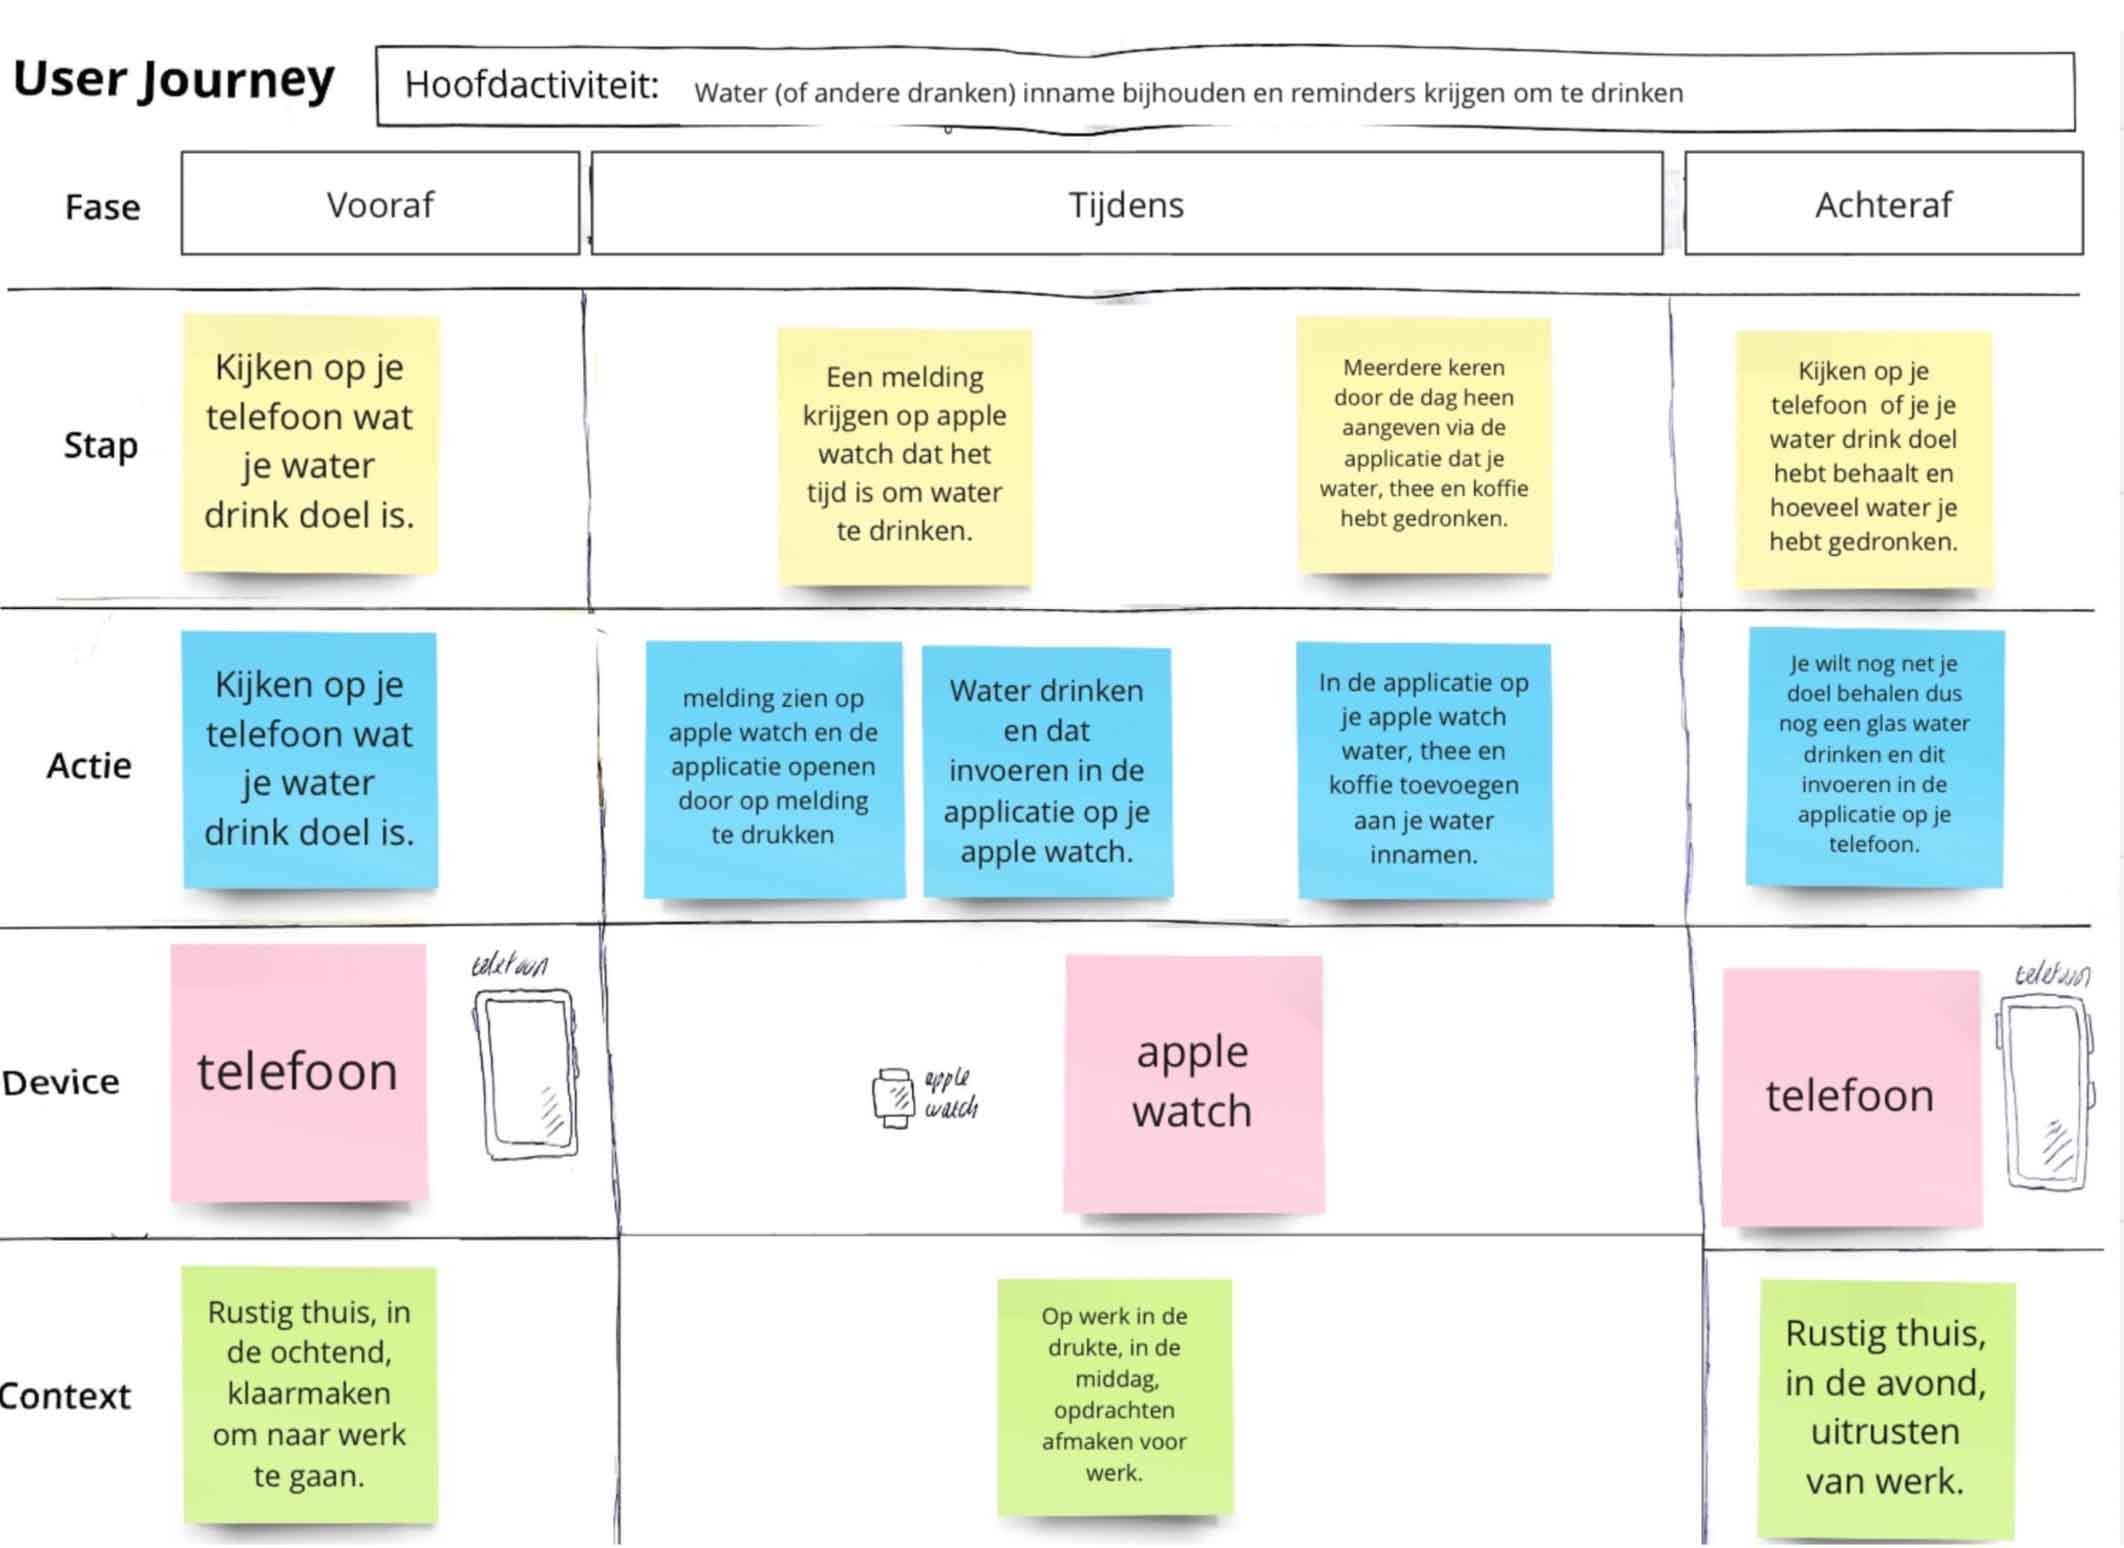 User Journey
Hoofdactiviteit: Water (of andere dranken) inname bijhouden en reminders krijgen om te drinken
Fase
Vooraf
Tijdens
Achteraf
Stap
Kijken op je
telefoon wat
je water
drink doel is.
Een melding
krijgen op apple
watch dat het
tijd is om water
te drinken.
Meerdere keren
door de dag heen
aangeven via de
applicatie dat je
water, thee en koffie
hebt gedronken.
Kijken op je
telefoon of je je
water drink doel
hebt behaalt en
hoeveel water je
hebt gedronken.
Actie
Kijken op je
telefoon wat
je water
drink doel is.
melding zien op
apple watch en de
applicatie openen
door op melding
te drukken
Water drinken
en dat
invoeren in de
applicatie op je
apple watch.
In de applicatie op
je apple watch
water, thee en
koffie toevoegen
aan je water
innamen.
Je wilt nog net je
doel behalen dus
nog een glas water
drinken en dit
invoeren in de
applicatie op je
telefoon.
Device
telefoon
telefoon
apple
watch
apple
watch
telefoon
telefoon
Context
Rustig thuis, in
de ochtend,
klaarmaken
om naar werk
te gaan.
Op werk in de
drukte, in de
middag,
opdrachten
afmaken voor
werk.
Rustig thuis,
in de avond,
uitrusten
van werk.